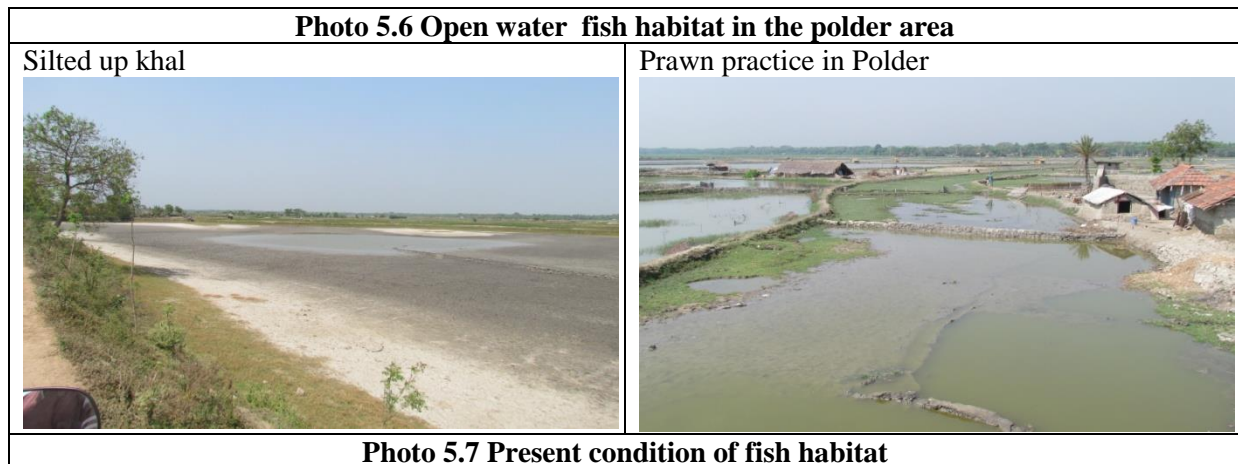 Photo 5.6 Open water fish habitat in the polder area
Silted up khal
Prawn practice in Polder
Photo 5.7 Present condition of fish habitat